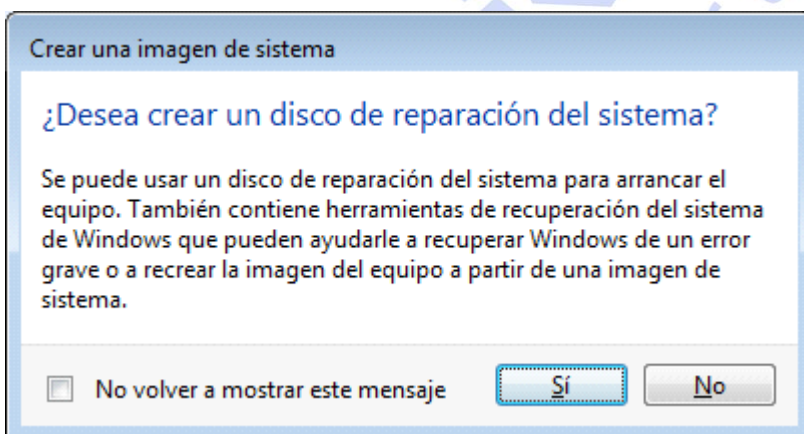 Crear una imagen de sistema
¿Desea crear un disco de reparación del sistema?
Se puede usar un disco de reparación del sistema para arrancar el
equipo. También contiene herramientas de recuperación del sistema
de Windows que pueden ayudarle a recuperar Windows de un error
grave o a recrear la imagen del equipo a partir de una imagen de
sistema.
No volver a mostrar este mensaje Sí No